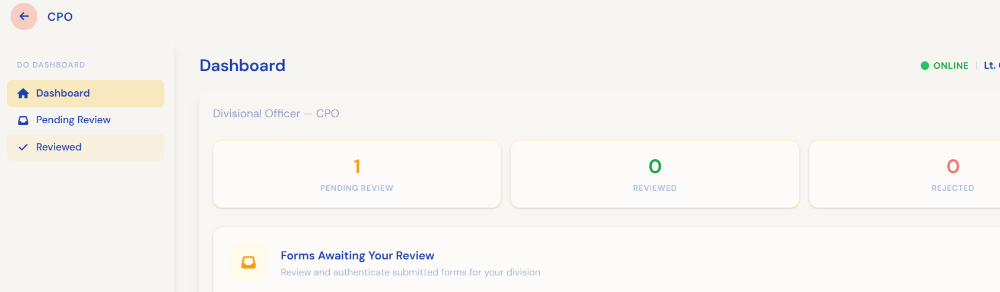 CPO
DO DASHBOARD
Dashboard
Pending Review
Reviewed
Dashboard
ONLINE | Lt.
Divisional Officer — CPO
1
PENDING REVIEW
0
REVIEWED
0
REJECTED
Forms Awaiting Your Review
Review and authenticate submitted forms for your division